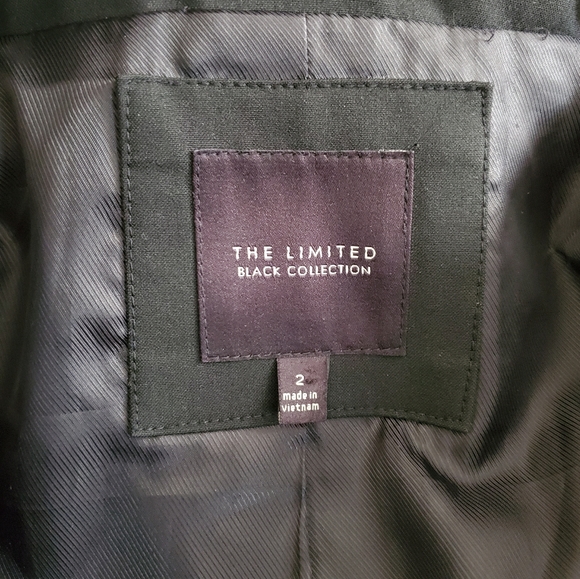 THE LIMITED
BLACK COLLECTION
2
made in
vietnam